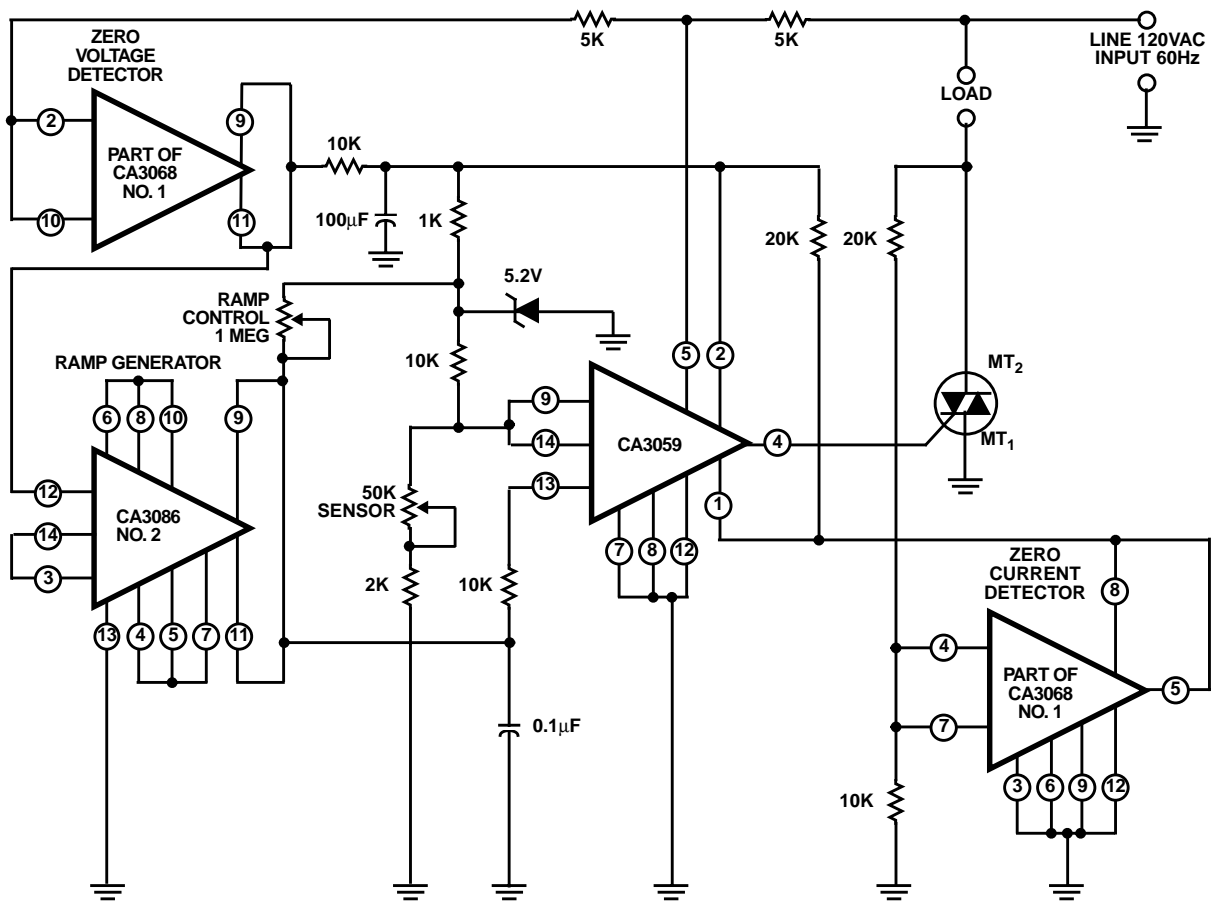 5K
5K
LINE 120VAC
INPUT 60Hz
ZERO
VOLTAGE
DETECTOR
LOAD
2
9
PART OF
CA3068
NO. 1
10
11
10K
100μF
1K
20K
20K
5.2V
RAMP
CONTROL
1 MEG
10K
5
2
RAMP GENERATOR
MT2
6
8
10
9
9
14
CA3059
4
MT1
13
12
50K
SENSOR
1
14
CA3086
NO. 2
3
7
8
12
ZERO
CURRENT
DETECTOR
8
2K
10K
13
4
5
7
11
4
PART OF
CA3068
NO. 1
5
7
0.1μF
10K
3
6
9
12